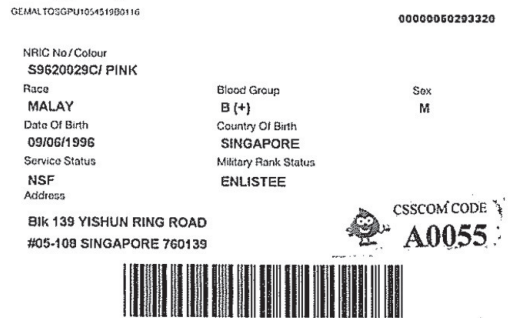 GEMALTOSGPU1054519B0116
00000060293320
NRIC No / Colour
S9620029C/ PINK
Race Blood Group Sex
MALAY B (+) M
Date Of Birth Country Of Birth
09/06/1996 SINGAPORE
Service Status Military Rank Status
NSF ENLISTEE
Address
Blk 139 YISHUN RING ROAD
#05-108 SINGAPORE 760139
CSSCOM CODE
A0055